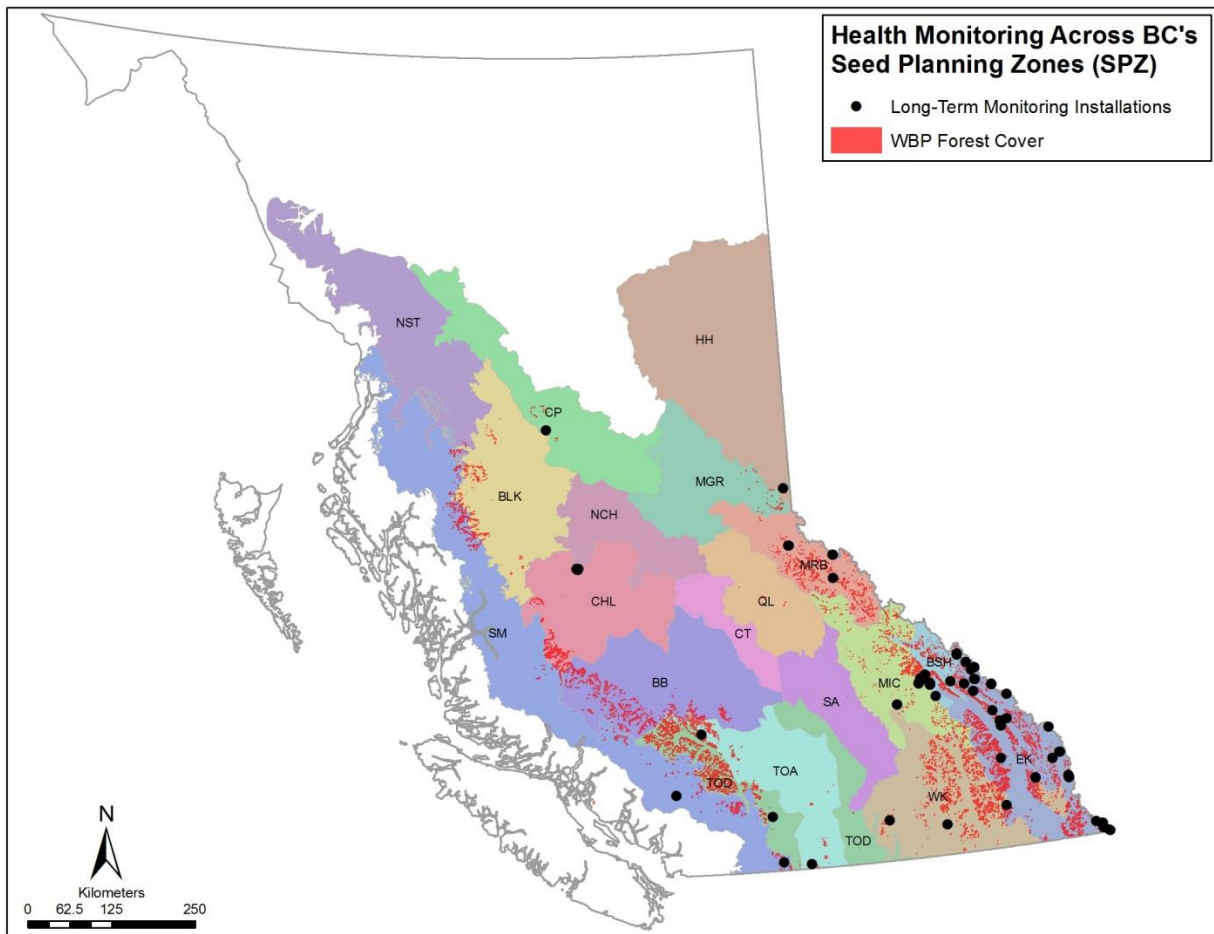 Health Monitoring Across BC's
Seed Planning Zones (SPZ)
Long-Term Monitoring Installations
WBP Forest Cover
NST
HH
CP
MGR
BLK
NCH
MRB
CHL
QL
CT
SM
BSH
BB
MIC
SA
EK
TOA
TOD
WK
TOD
N
Kilometers
0 62.5 125 250